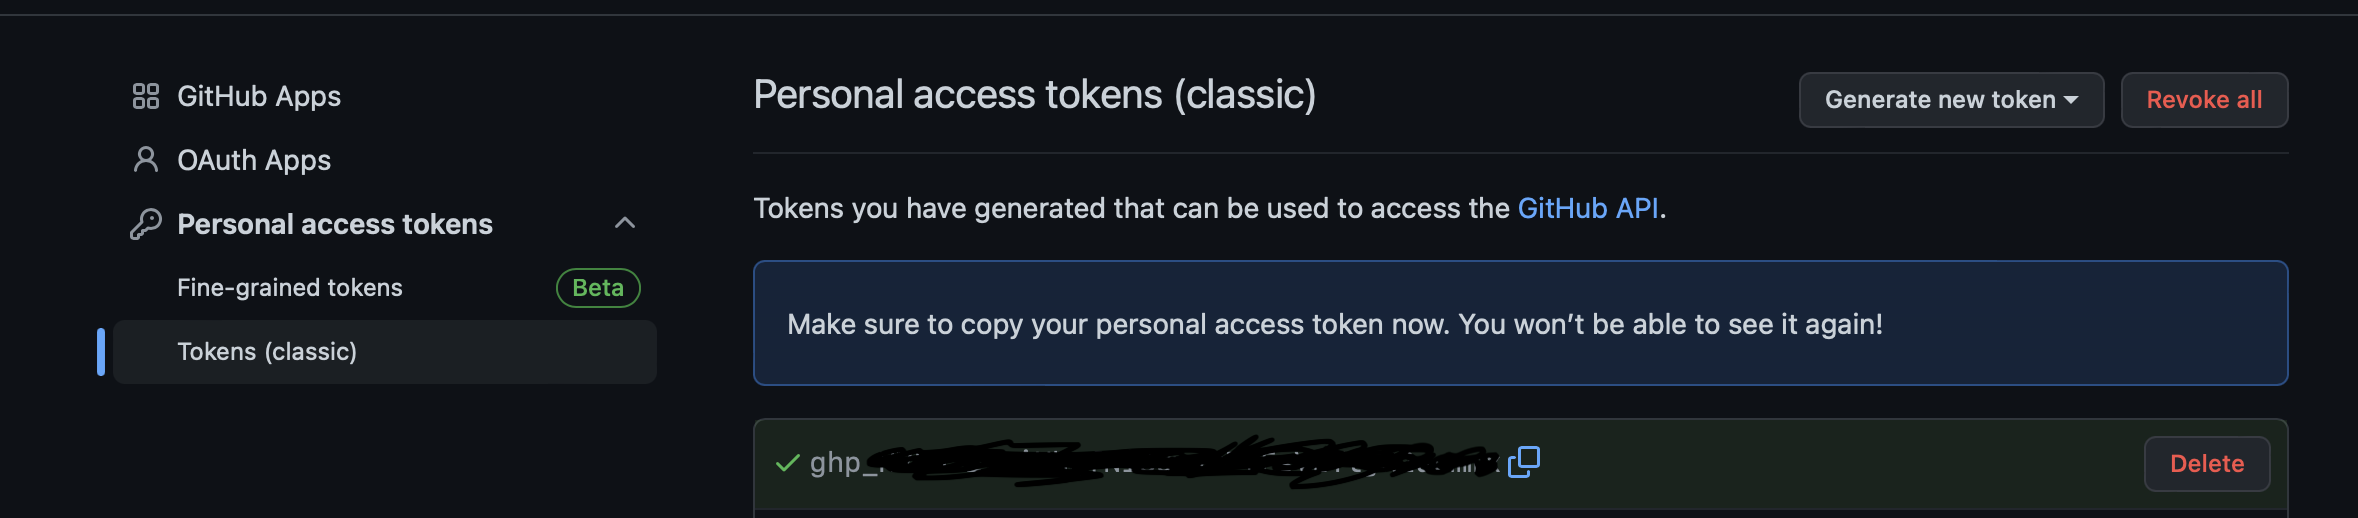 GitHub Apps
OAuth Apps
Personal access tokens
Fine-grained tokens Beta
Tokens (classic)
Personal access tokens (classic)
Generate new token
Revoke all
Tokens you have generated that can be used to access the GitHub API.
Make sure to copy your personal access token now. You won’t be able to see it again!
ghp_
Delete